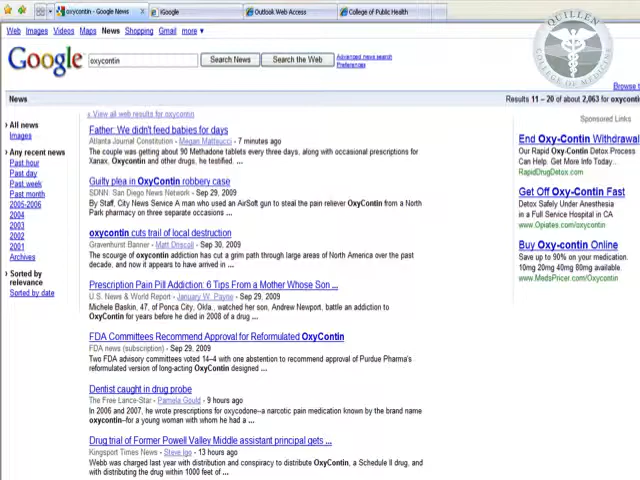 oxycontin - Google News
iGoogle
Outlook Web Access
College of Public Health
Web Images Videos Maps News Shopping Gmail more ▼
QUILLEN
COLLEGE OF MEDICINE
Google
oxycontin
Search News
Search the Web
Advanced news search
Preferences
Browse t
News
Results 11 – 20 of about 2,063 for oxycontin
« View all web results for oxycontin
All news
Images
Any recent news
Past hour
Past day
Past week
Past month
2005-2006
2004
2003
2002
2001
Archives
Sorted by
relevance
Sorted by date
Father: We didn't feed babies for days
Atlanta Journal Constitution - Megan Matteucci - 7 minutes ago
The couple was getting about 90 Methadone tablets every three days, along with occasional prescriptions for
Xanax, Oxycontin and other drugs, he testified. ...
Guilty plea in OxyContin robbery case
SDNN: San Diego News Network - Sep 29, 2009
By Staff, City News Service A man who used an AirSoft gun to steal the pain reliever OxyContin from a North
Park pharmacy on three separate occasions ...
oxycontin cuts trail of local destruction
Gravenhurst Banner - Matt Driscoll - Sep 30, 2009
The scourge of oxycontin addiction has cut a grim path through large areas of North America over the past
decade, and now it appears to have arrived in ...
Prescription Pain Pill Addiction: 6 Tips From a Mother Whose Son ...
U.S. News & World Report - January W. Payne - Sep 29, 2009
Michele Baskin, 47, of Ponca City, Okla., watched her son, Andrew Newport, battle an addiction to
OxyContin for years before he died in 2008 of a drug ...
FDA Committees Recommend Approval for Reformulated OxyContin
FDA news (subscription) - Sep 29, 2009
Two FDA advisory committees voted 14–4 with one abstention to recommend approval of Purdue Pharma's
reformulated version of long-acting OxyContin designed ...
Dentist caught in drug probe
The Free Lance-Star - Pamela Gould - 9 hours ago
In 2006 and 2007, he wrote prescriptions for oxycodone–a narcotic pain medication known by the brand name
oxycontin–for a young woman with whom he had a ...
Drug trial of Former Powell Valley Middle assistant principal gets ...
Kingsport Times News - Steve Igo - 13 hours ago
Webb was charged last year with distribution and conspiracy to distribute OxyContin, a Schedule II drug, and
with distributing the drug within 1000 feet of ...
Sponsored Links
End Oxy-Contin Withdrawal
Our Rapid Oxy-Contin Detox Process
Can Help. Get More Info Today...
RapidDrugDetox.com
Get Off Oxy-Contin Fast
Detox Safely Under Anesthesia
in a Full Service Hospital in CA
www.Opiates.com/oxycontin
Buy Oxy-contin Online
Save up to 90% on your medication.
10mg 20mg 40mg 80mg available.
www.MedsPricer.com/Oxycontin